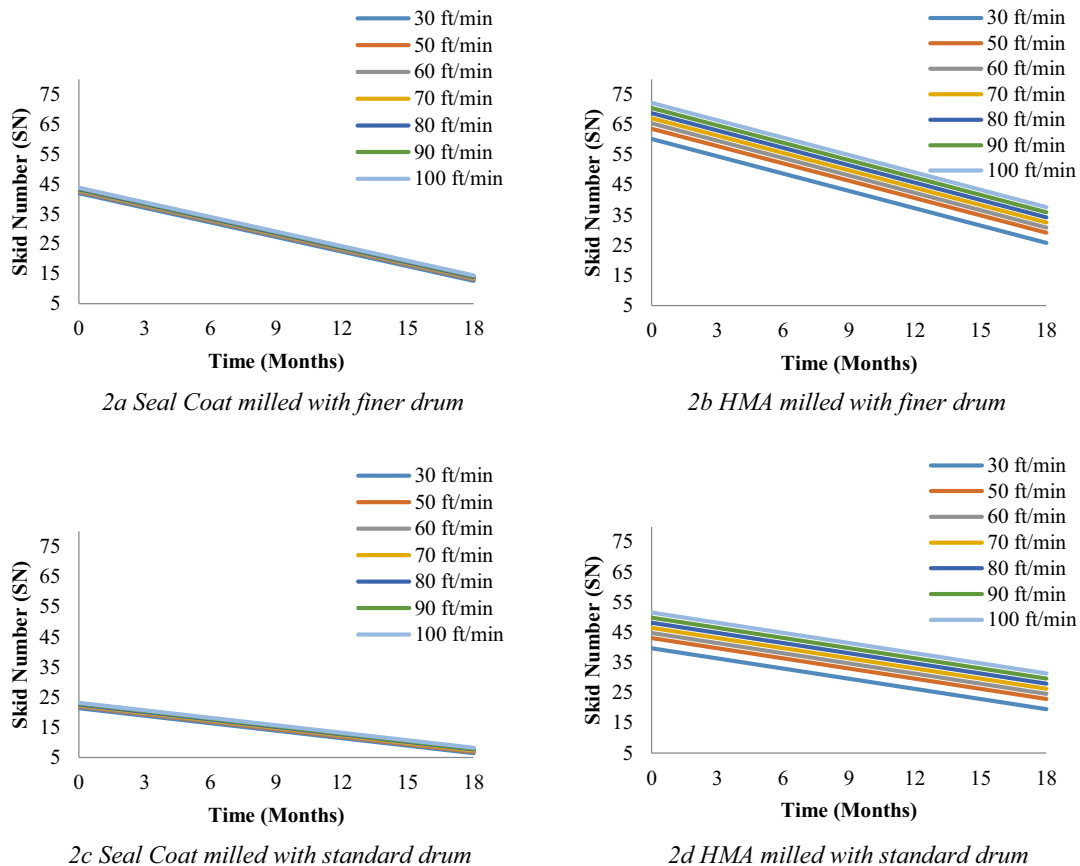 30 ft/min
50 ft/min
60 ft/min
70 ft/min
80 ft/min
90 ft/min
100 ft/min
Skid Number (SN)
75
65
55
45
35
25
15
5
0 3 6 9 12 15 18
Time (Months)
2a Seal Coat milled with finer drum
30 ft/min
50 ft/min
60 ft/min
70 ft/min
80 ft/min
90 ft/min
100 ft/min
Skid Number (SN)
75
65
55
45
35
25
15
5
0 3 6 9 12 15 18
Time (Months)
2b HMA milled with finer drum
30 ft/min
50 ft/min
60 ft/min
70 ft/min
80 ft/min
90 ft/min
100 ft/min
Skid Number (SN)
75
65
55
45
35
25
15
5
0 3 6 9 12 15 18
Time (Months)
2c Seal Coat milled with standard drum
30 ft/min
50 ft/min
60 ft/min
70 ft/min
80 ft/min
90 ft/min
100 ft/min
Skid Number (SN)
75
65
55
45
35
25
15
5
0 3 6 9 12 15 18
Time (Months)
2d HMA milled with standard drum